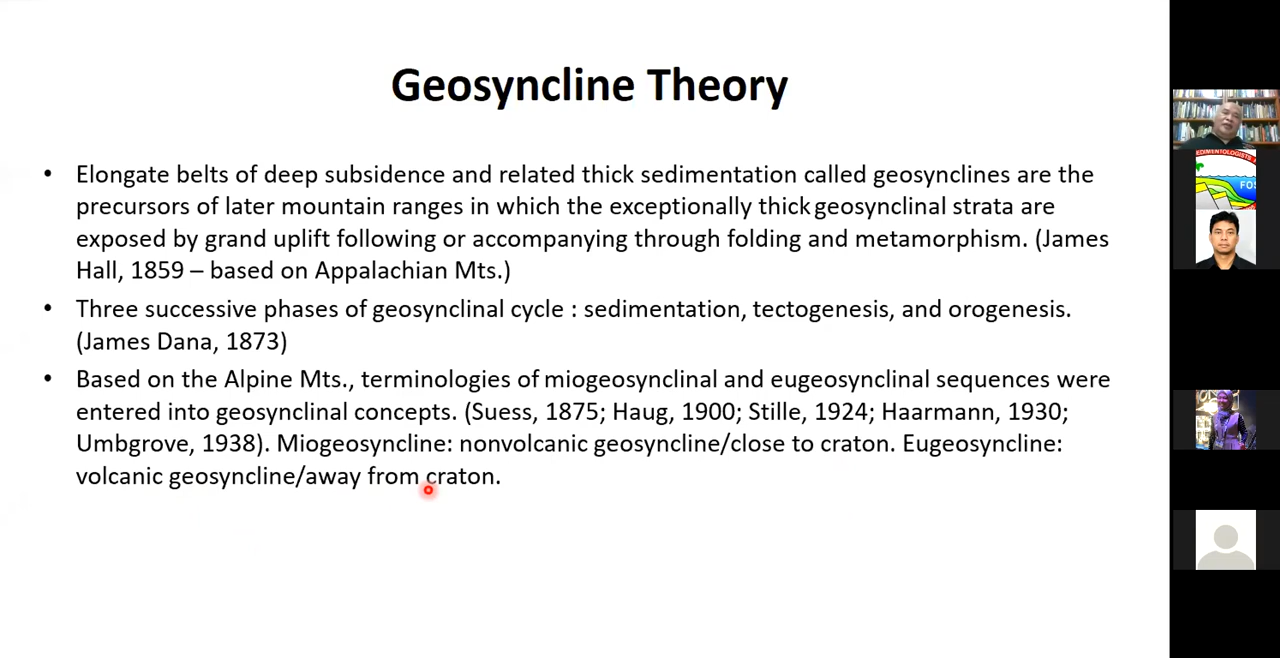 Geosyncline Theory
• Elongate belts of deep subsidence and related thick sedimentation called geosynclines are the
precursors of later mountain ranges in which the exceptionally thick geosynclinal strata are
exposed by grand uplift following or accompanying through folding and metamorphism. (James
Hall, 1859 – based on Appalachian Mts.)
• Three successive phases of geosynclinal cycle : sedimentation, tectogenesis, and orogenesis.
(James Dana, 1873)
• Based on the Alpine Mts., terminologies of miogeosynclinal and eugeosynclinal sequences were
entered into geosynclinal concepts. (Suess, 1875; Haug, 1900; Stille, 1924; Haarmann, 1930;
Umbgrove, 1938). Miogeosyncline: nonvolcanic geosyncline/close to craton. Eugeosyncline:
volcanic geosyncline/away from craton.
EDIMENTOLOGISTS
FOS